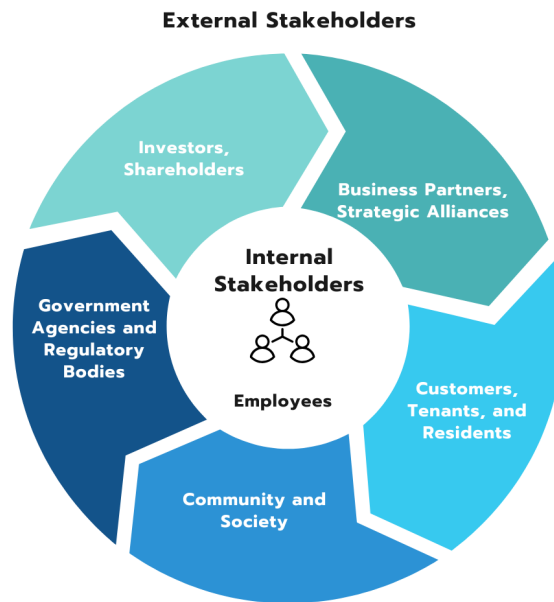 External Stakeholders
Investors,
Shareholders
Business Partners,
Strategic Alliances
Internal
Stakeholders
Employees
Government
Agencies and
Regulatory
Bodies
Customers,
Tenants, and
Residents
Community and
Society